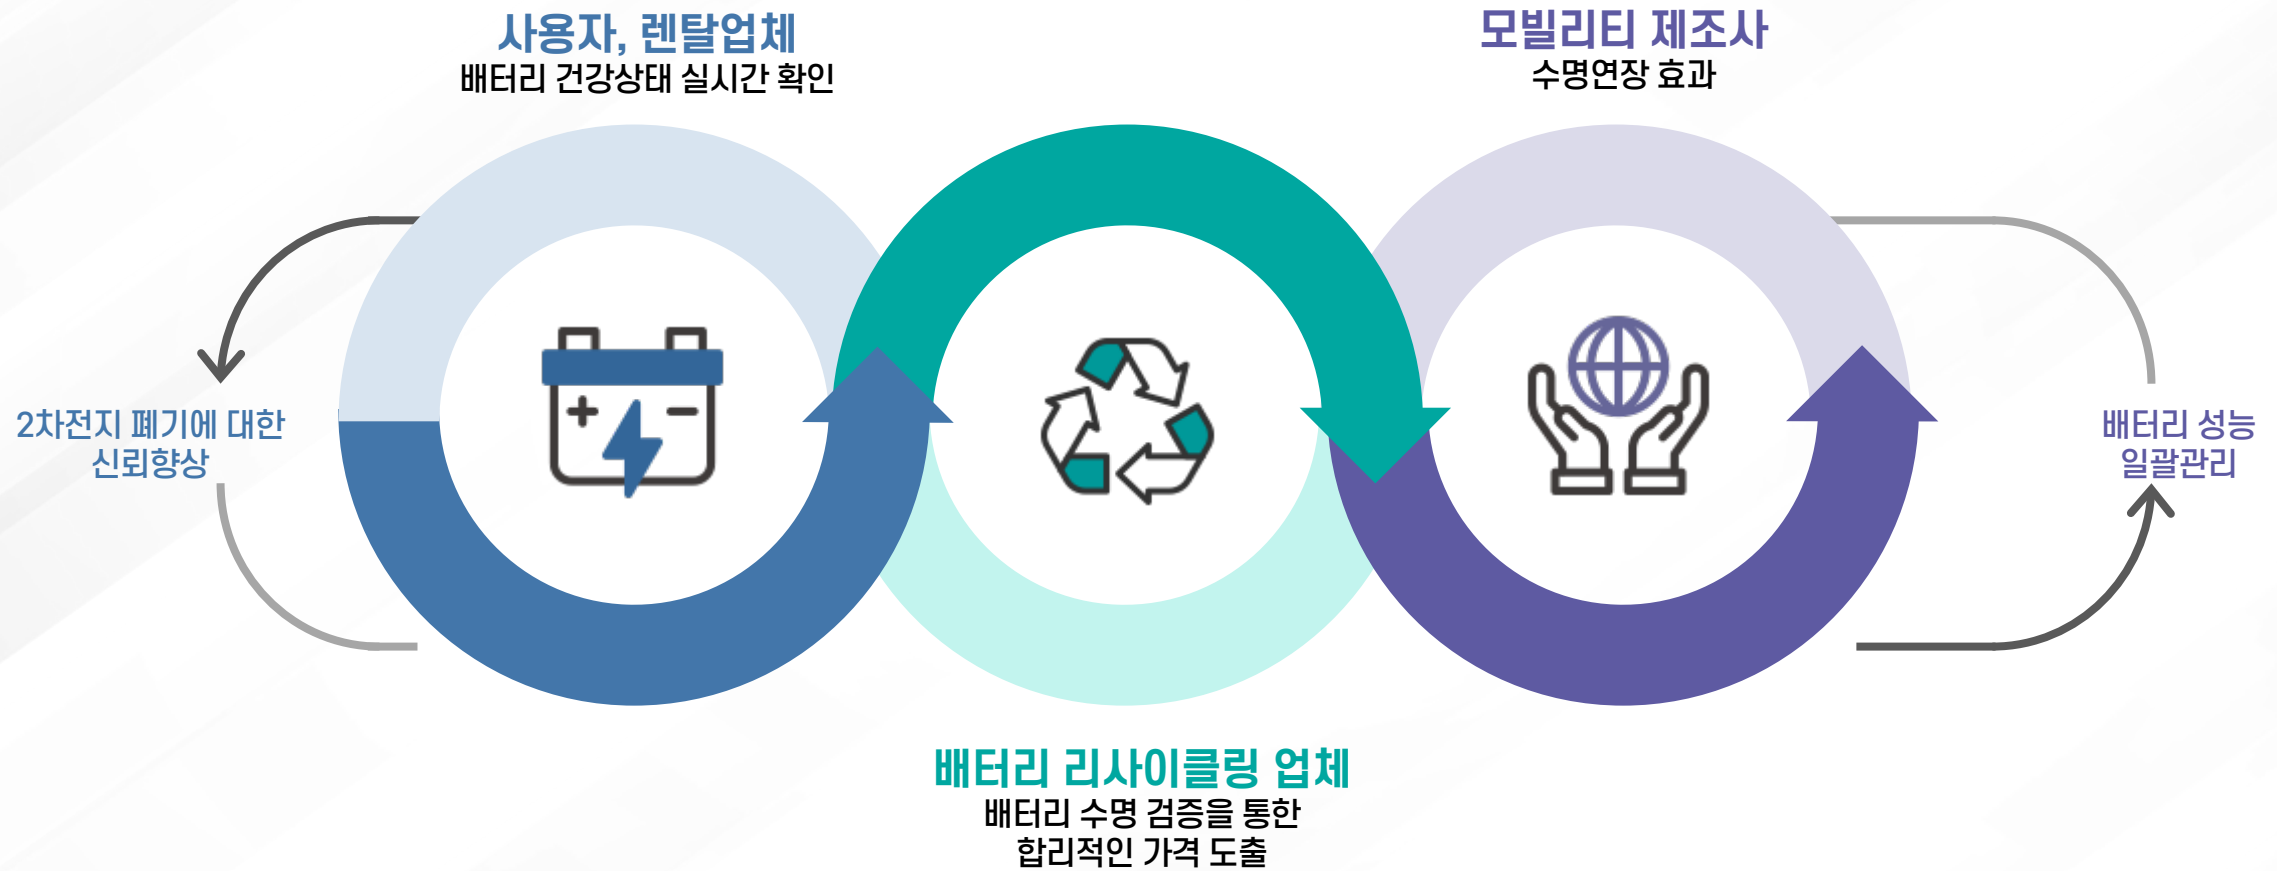 사용자, 렌탈업체
배터리 건강상태 실시간 확인
모빌리티 제조사
수명연장 효과
2차전지 폐기에 대한
신뢰향상
배터리 성능
일괄관리
배터리 리사이클링 업체
배터리 수명 검증을 통한
합리적인 가격 도출